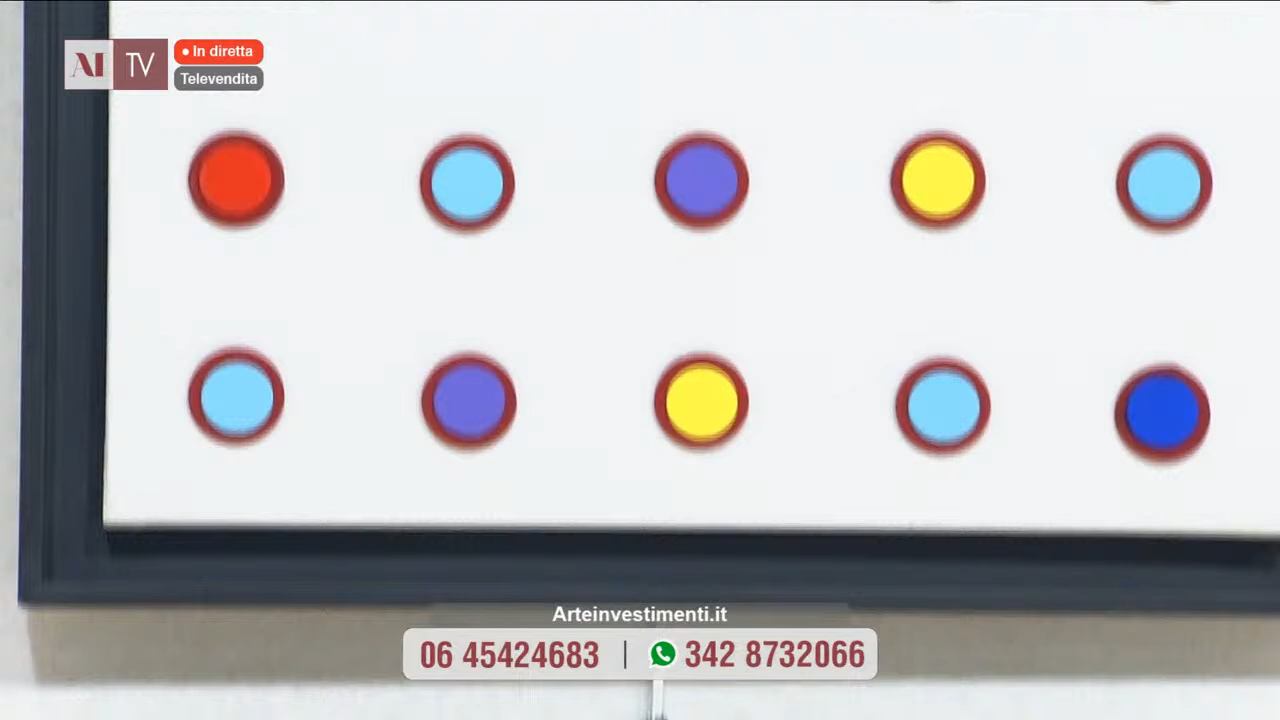 AI TV
In diretta
Televendita
Arteinvestimenti.it
06 45424683 | 342 8732066